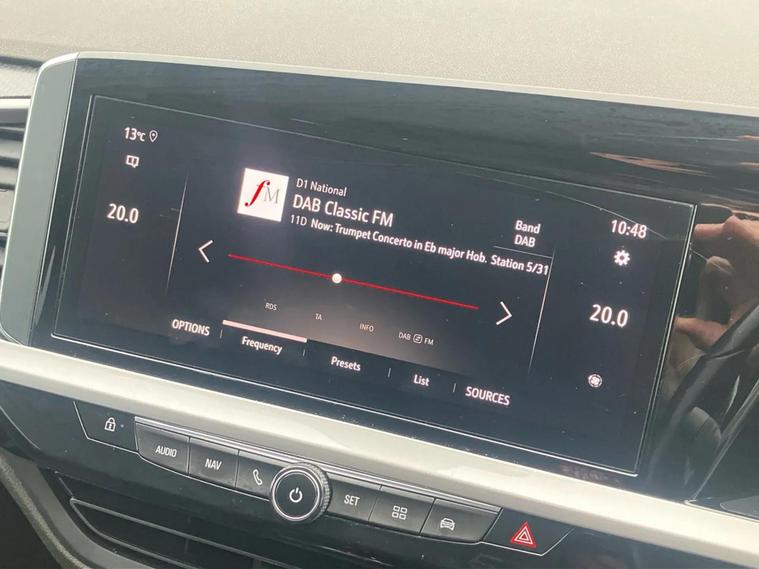 13°C
20.0
fM
D1 National
DAB Classic FM
11D Now: Trumpet Concerto in Eb major Hob. Station 5/31
Band
DAB
10:48
20.0
RDS
TA
INFO
DAB FM
OPTIONS
Frequency
Presets
List
SOURCES
AUDIO
NAV
SET